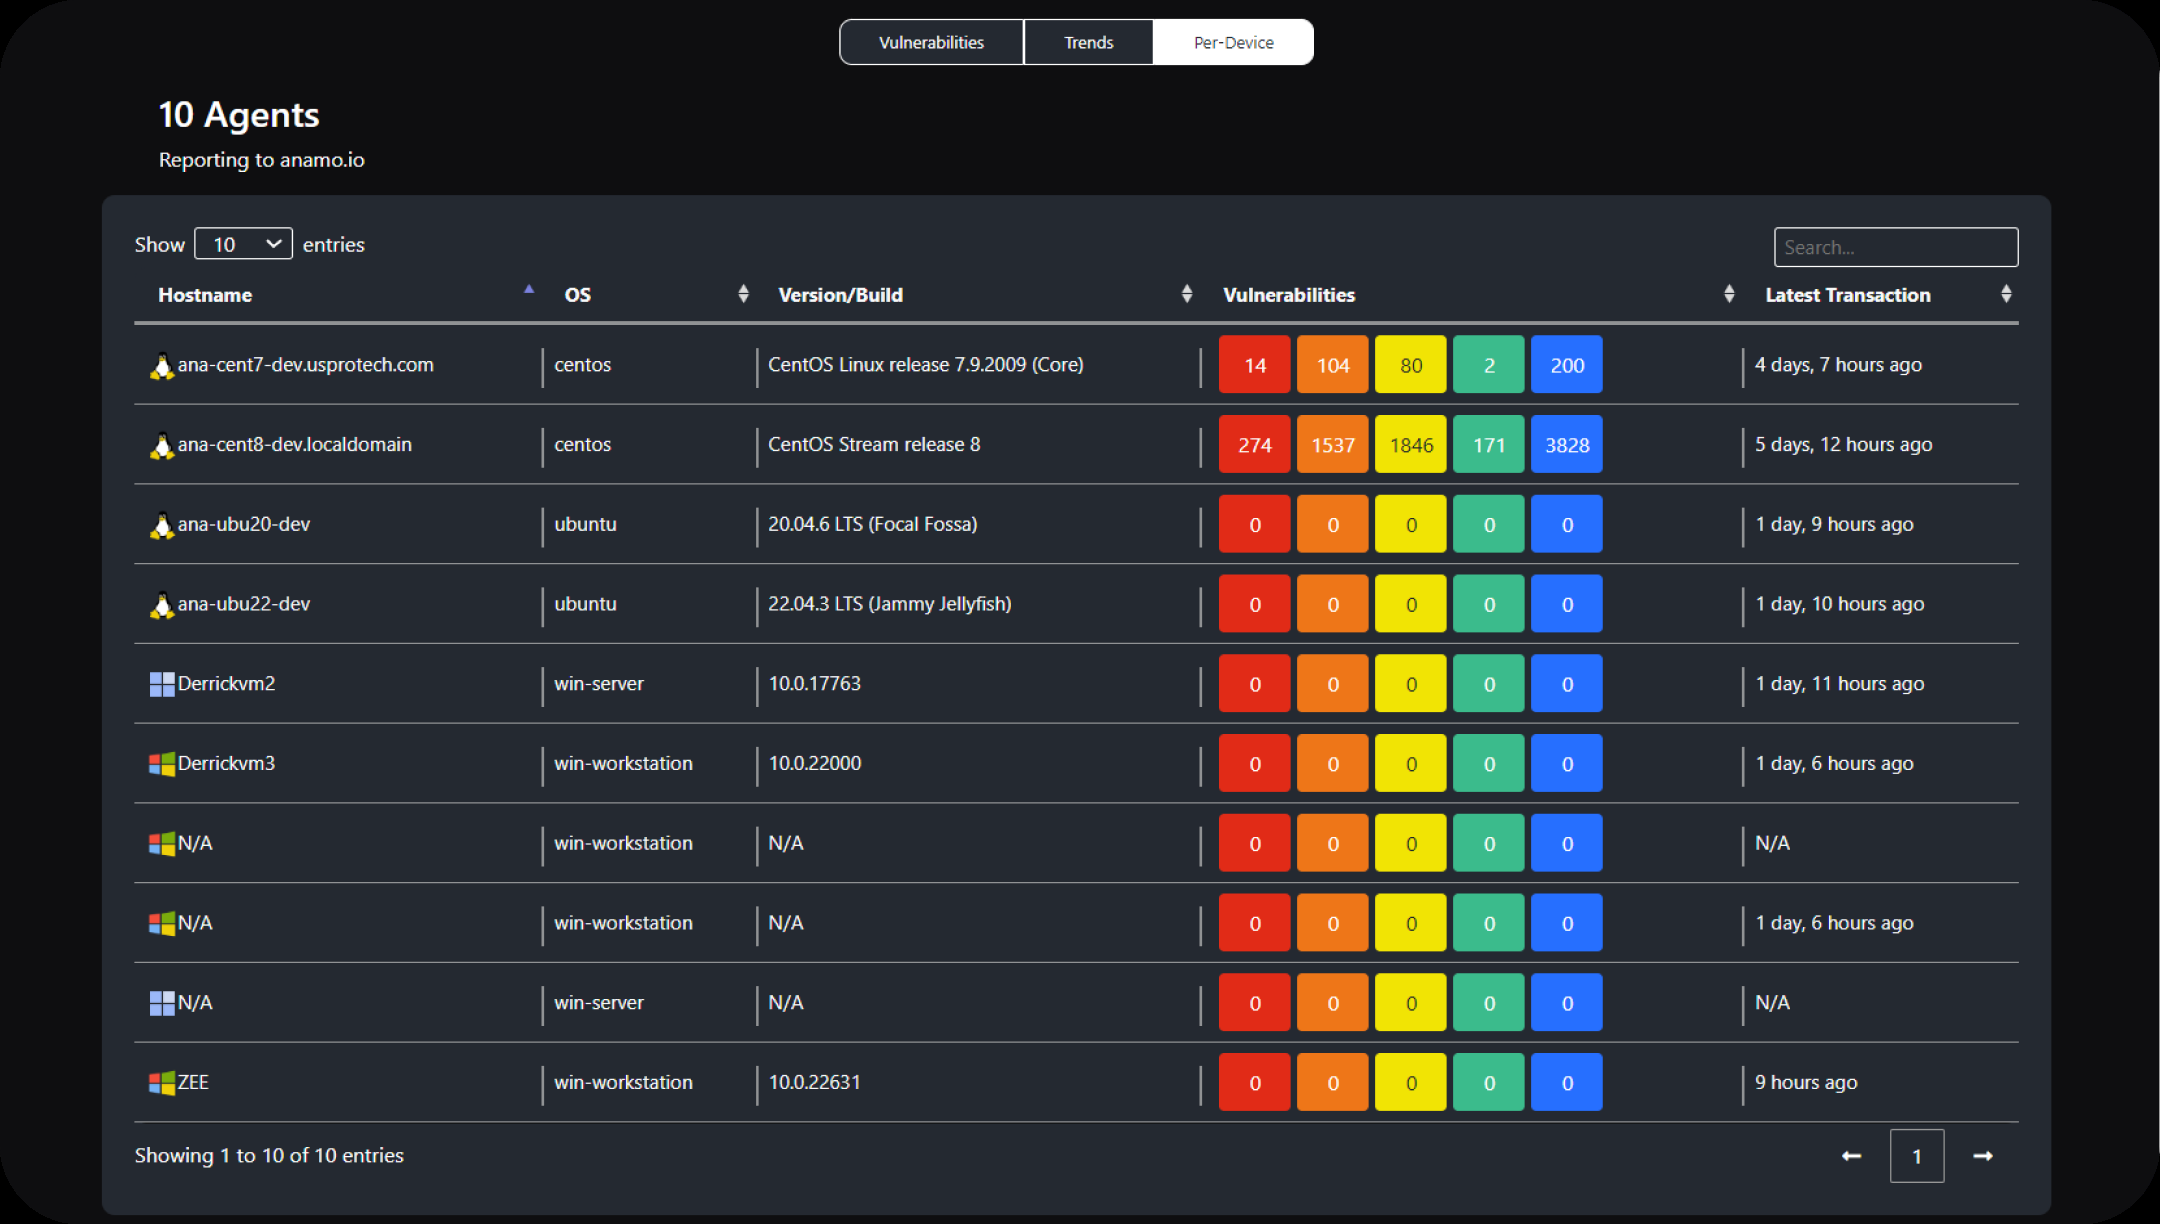 Vulnerabilities Trends Per-Device
10 Agents
Reporting to anamo.io
Show 10 entries Search...
Hostname OS Version/Build Vulnerabilities Latest Transaction
ana-cent7-dev.usprotech.com centos CentOS Linux release 7.9.2009 (Core) 14 104 80 2 200 4 days, 7 hours ago
ana-cent8-dev.localdomain centos CentOS Stream release 8 274 1537 1846 171 3828 5 days, 12 hours ago
ana-ubu20-dev ubuntu 20.04.6 LTS (Focal Fossa) 0 0 0 0 0 1 day, 9 hours ago
ana-ubu22-dev ubuntu 22.04.3 LTS (Jammy Jellyfish) 0 0 0 0 0 1 day, 10 hours ago
Derrickvm2 win-server 10.0.17763 0 0 0 0 0 1 day, 11 hours ago
Derrickvm3 win-workstation 10.0.22000 0 0 0 0 0 1 day, 6 hours ago
N/A win-workstation N/A 0 0 0 0 0 N/A
N/A win-workstation N/A 0 0 0 0 0 1 day, 6 hours ago
N/A win-server N/A 0 0 0 0 0 N/A
ZEE win-workstation 10.0.22631 0 0 0 0 0 9 hours ago
Showing 1 to 10 of 10 entries 1